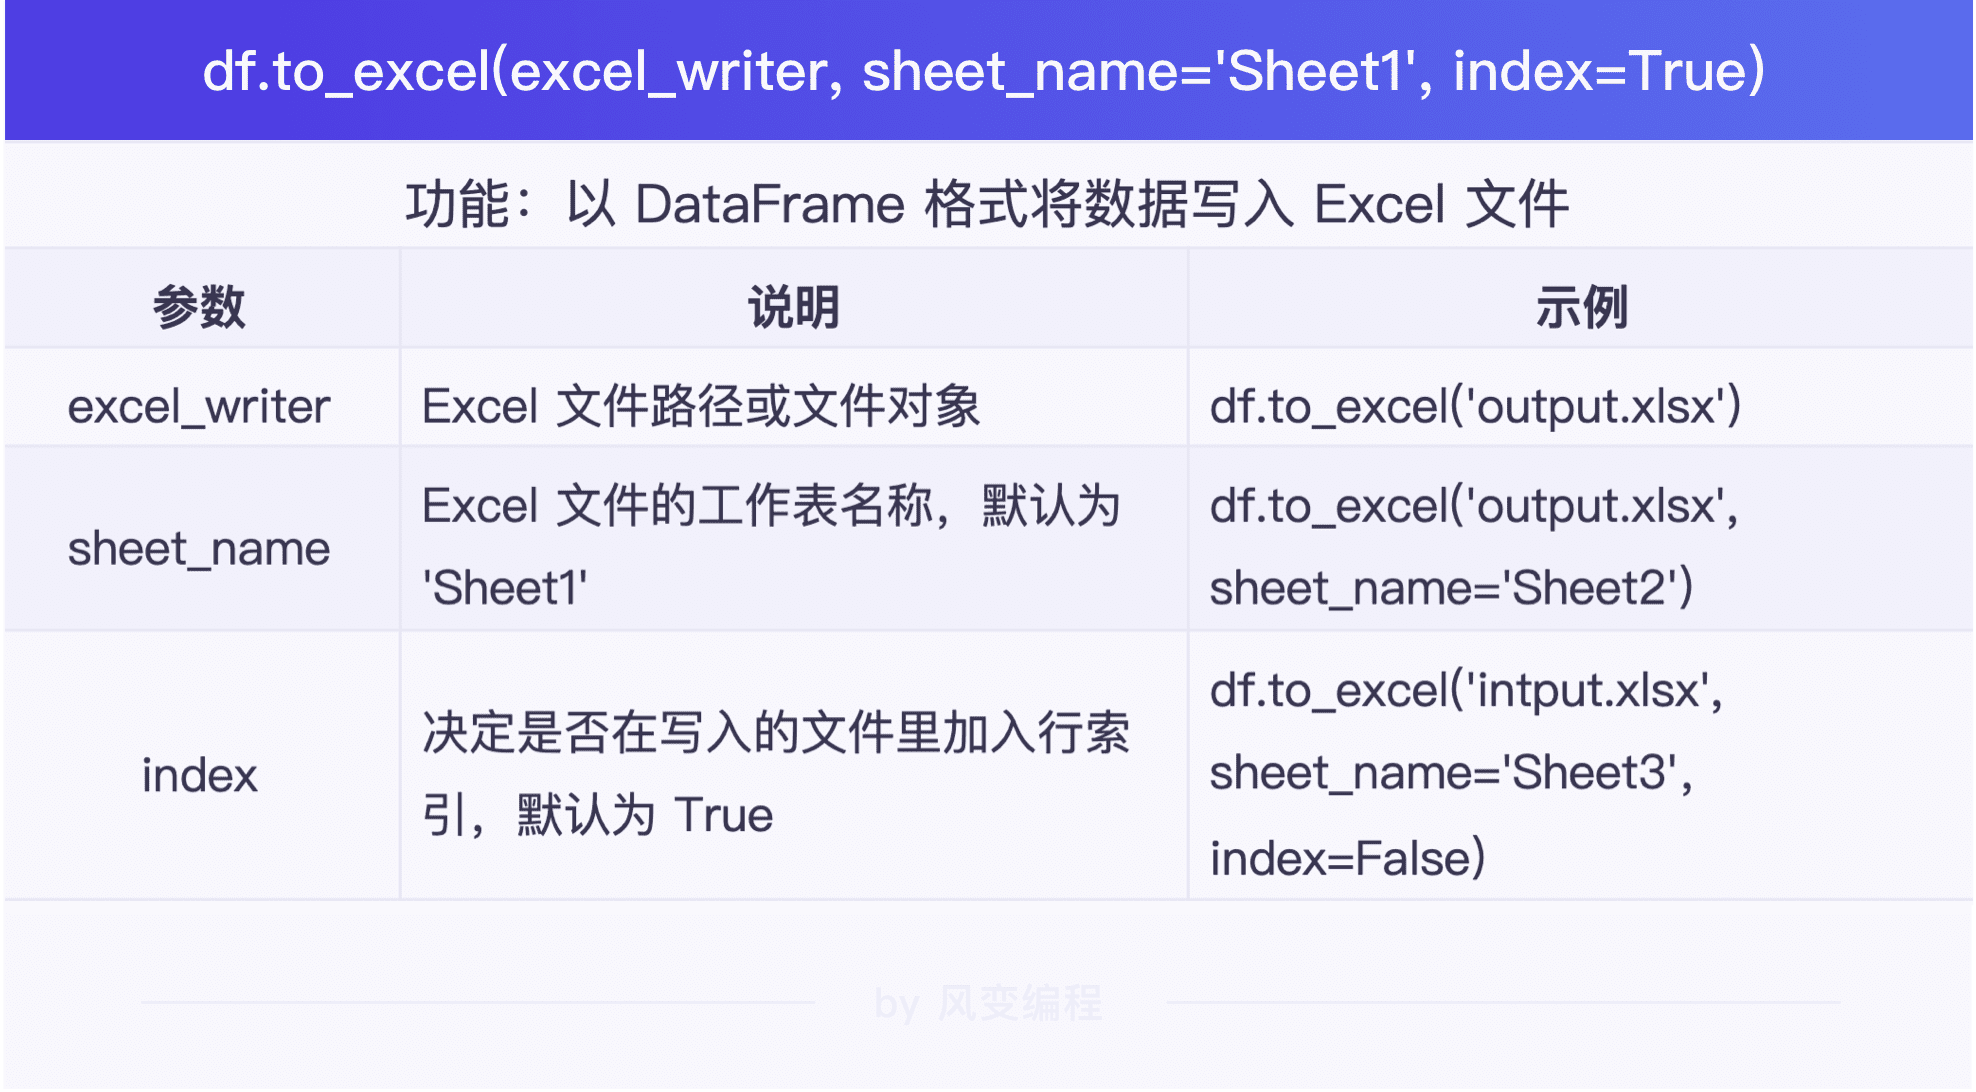 df.to_excel(excel_writer, sheet_name='Sheet1', index=True)
功能：以 DataFrame 格式将数据写入 Excel 文件
参数 说明 示例
excel_writer Excel 文件路径或文件对象 df.to_excel('output.xlsx')
sheet_name
Excel 文件的工作表名称，默认为
'Sheet1'
df.to_excel('output.xlsx',
sheet_name='Sheet2')
index
决定是否在写入的文件里加入行索
引，默认为 True
df.to_excel('intput.xlsx',
sheet_name='Sheet3',
index=False)
by 风变编程